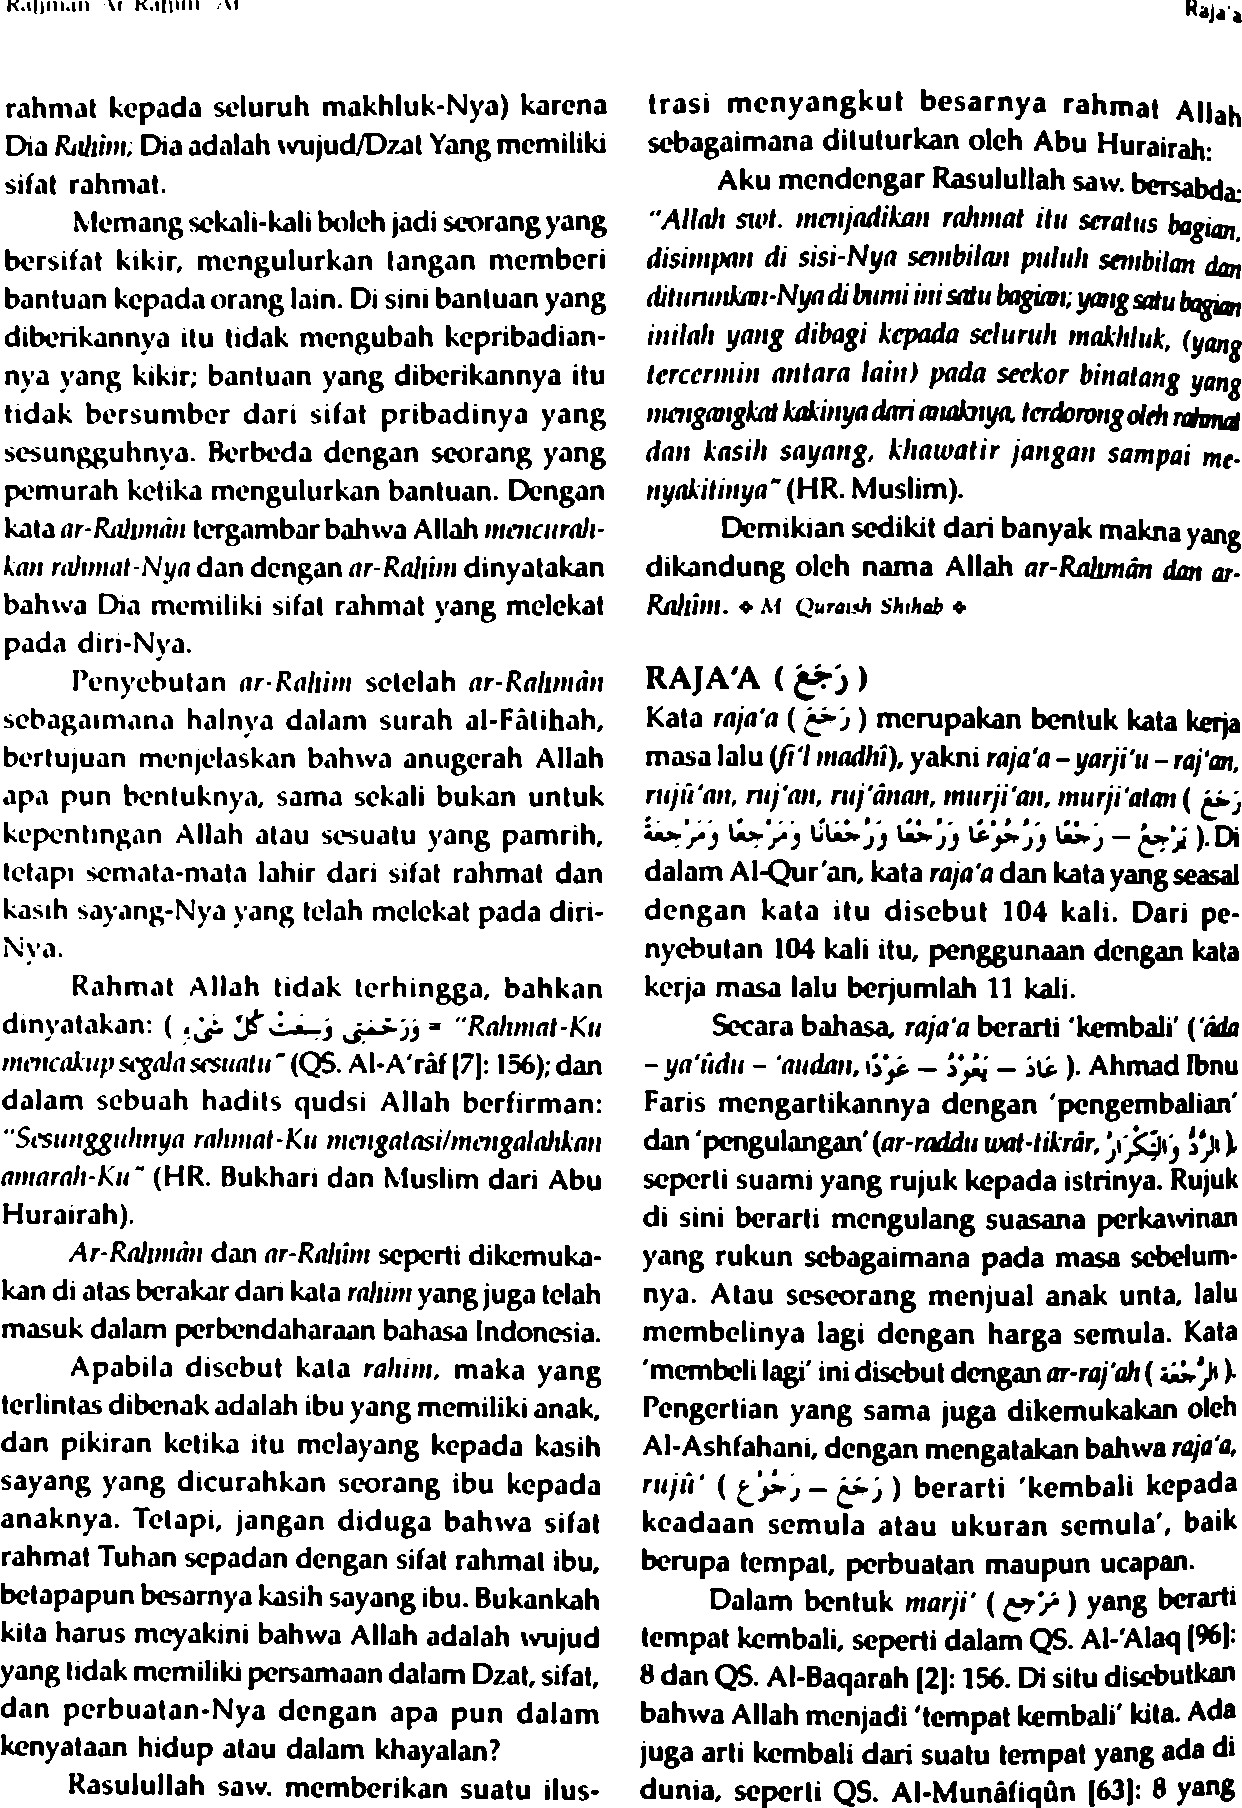 Rahman Ar Rahim Ar
Raja'a
rahmat kepada seluruh makhluk-Nya) karena
Dia Rahîm; Dia adalah wujud/Dzat Yang memiliki
sifat rahmat.
Memang sekali-kali boleh jadi seorang yang
bersifat kikir, mengulurkan tangan memberi
bantuan kepada orang lain. Di sini bantuan yang
diberikannya itu tidak mengubah kepribadian-
nya yang kikir; bantuan yang diberikannya itu
tidak bersumber dari sifat pribadinya yang
sesungguhnya. Berbeda dengan seorang yang
pemurah ketika mengulurkan bantuan. Dengan
kata ar-Rahmân tergambar bahwa Allah mencurah-
kan rahmat-Nya dan dengan ar-Rahîm dinyatakan
bahwa Dia memiliki sifat rahmat yang melekat
pada diri-Nya.
Penyebutan ar-Rahîm setelah ar-Rahmân
sebagaimana halnya dalam surah al-Fâtihah,
bertujuan menjelaskan bahwa anugerah Allah
apa pun bentuknya, sama sekali bukan untuk
kepentingan Allah atau sesuatu yang pamrih,
tetapi semata-mata lahir dari sifat rahmat dan
kasih sayang-Nya yang telah melekat pada diri-
Nya.
Rahmat Allah tidak terhingga, bahkan
dinyatakan: ( وَرَحْمَتِى وَسِعَتْ كُلَّ شَىْءٍ = "Rahmat-Ku
mencakup segala sesuatu" (QS. Al-A'râf [7]: 156); dan
dalam sebuah hadits qudsi Allah berfirman:
"Sesungguhnya rahmat-Ku mengatasi/mengalahkan
amarah-Ku" (HR. Bukhari dan Muslim dari Abu
Hurairah).
Ar-Rahmân dan ar-Rahîm seperti dikemuka-
kan di atas berakar dari kata rahim yang juga telah
masuk dalam perbendaharaan bahasa Indonesia.
Apabila disebut kata rahim, maka yang
terlintas dibenak adalah ibu yang memiliki anak,
dan pikiran ketika itu melayang kepada kasih
sayang yang dicurahkan seorang ibu kepada
anaknya. Tetapi, jangan diduga bahwa sifat
rahmat Tuhan sepadan dengan sifat rahmat ibu,
betapapun besarnya kasih sayang ibu. Bukankah
kita harus meyakini bahwa Allah adalah wujud
yang tidak memiliki persamaan dalam Dzat, sifat,
dan perbuatan-Nya dengan apa pun dalam
kenyataan hidup atau dalam khayalan?
Rasulullah saw. memberikan suatu ilus-
trasi menyangkut besarnya rahmat Allah
sebagaimana dituturkan oleh Abu Hurairah:
Aku mendengar Rasulullah saw. bersabda:
"Allah swt. menjadikan rahmat itu seratus bagian,
disimpan di sisi-Nya sembilan puluh sembilan dan
diturunkan-Nya di bumi ini satu bagian; yang satu bagian
inilah yang dibagi kepada seluruh makhluk, (yang
tercermin antara lain) pada seekor binatang yang
mengangkat kakinya dari anaknya, terdorong oleh rahmat
dan kasih sayang, khawatir jangan sampai me-
nyakitinya" (HR. Muslim).
Demikian sedikit dari banyak makna yang
dikandung oleh nama Allah ar-Rahmân dan ar-
Rahîm. ❖ M Quraish Shihab ❖
RAJA'A ( رَجَعَ )
Kata raja'a ( رَجَعَ ) merupakan bentuk kata kerja
masa lalu (fi'l madhî), yakni raja'a – yarji'u – raj'an,
rujû'an, ruj'an, ruj'ânan, murji'an, murji'atan ( رَجَعَ
– يَرْجِعُ – رَجْعًا وَرُجُوْعًا وَرُجْعًا وَرُجْعَانًا وَمَرْجِعًا وَمَرْجِعَةً ). Di
dalam Al-Qur'an, kata raja'a dan kata yang seasal
dengan kata itu disebut 104 kali. Dari pe-
nyebutan 104 kali itu, penggunaan dengan kata
kerja masa lalu berjumlah 11 kali.
Secara bahasa, raja'a berarti 'kembali' ('âda
– ya'ûdu – 'audan, عَادَ – يَعُوْدُ – عَوْدًا ). Ahmad Ibnu
Faris mengartikannya dengan 'pengembalian'
dan 'pengulangan' (ar-raddu wat-tikrâr, الرَّدُّ وَالتِّكْرَارُ ),
seperti suami yang rujuk kepada istrinya. Rujuk
di sini berarti mengulang suasana perkawinan
yang rukun sebagaimana pada masa sebelum-
nya. Atau seseorang menjual anak unta, lalu
membelinya lagi dengan harga semula. Kata
'membeli lagi' ini disebut dengan ar-raj'ah ( الرَّجْعَة ).
Pengertian yang sama juga dikemukakan oleh
Al-Ashfahani, dengan mengatakan bahwa raja'a,
rujû' ( رَجَعَ – رُجُوْع ) berarti 'kembali kepada
keadaan semula atau ukuran semula', baik
berupa tempat, perbuatan maupun ucapan.
Dalam bentuk marji' ( مَرْجِع ) yang berarti
tempat kembali, seperti dalam QS. Al-'Alaq [96]:
8 dan QS. Al-Baqarah [2]: 156. Di situ disebutkan
bahwa Allah menjadi 'tempat kembali' kita. Ada
juga arti kembali dari suatu tempat yang ada di
dunia, seperti QS. Al-Munâfiqûn [63]: 8 yang